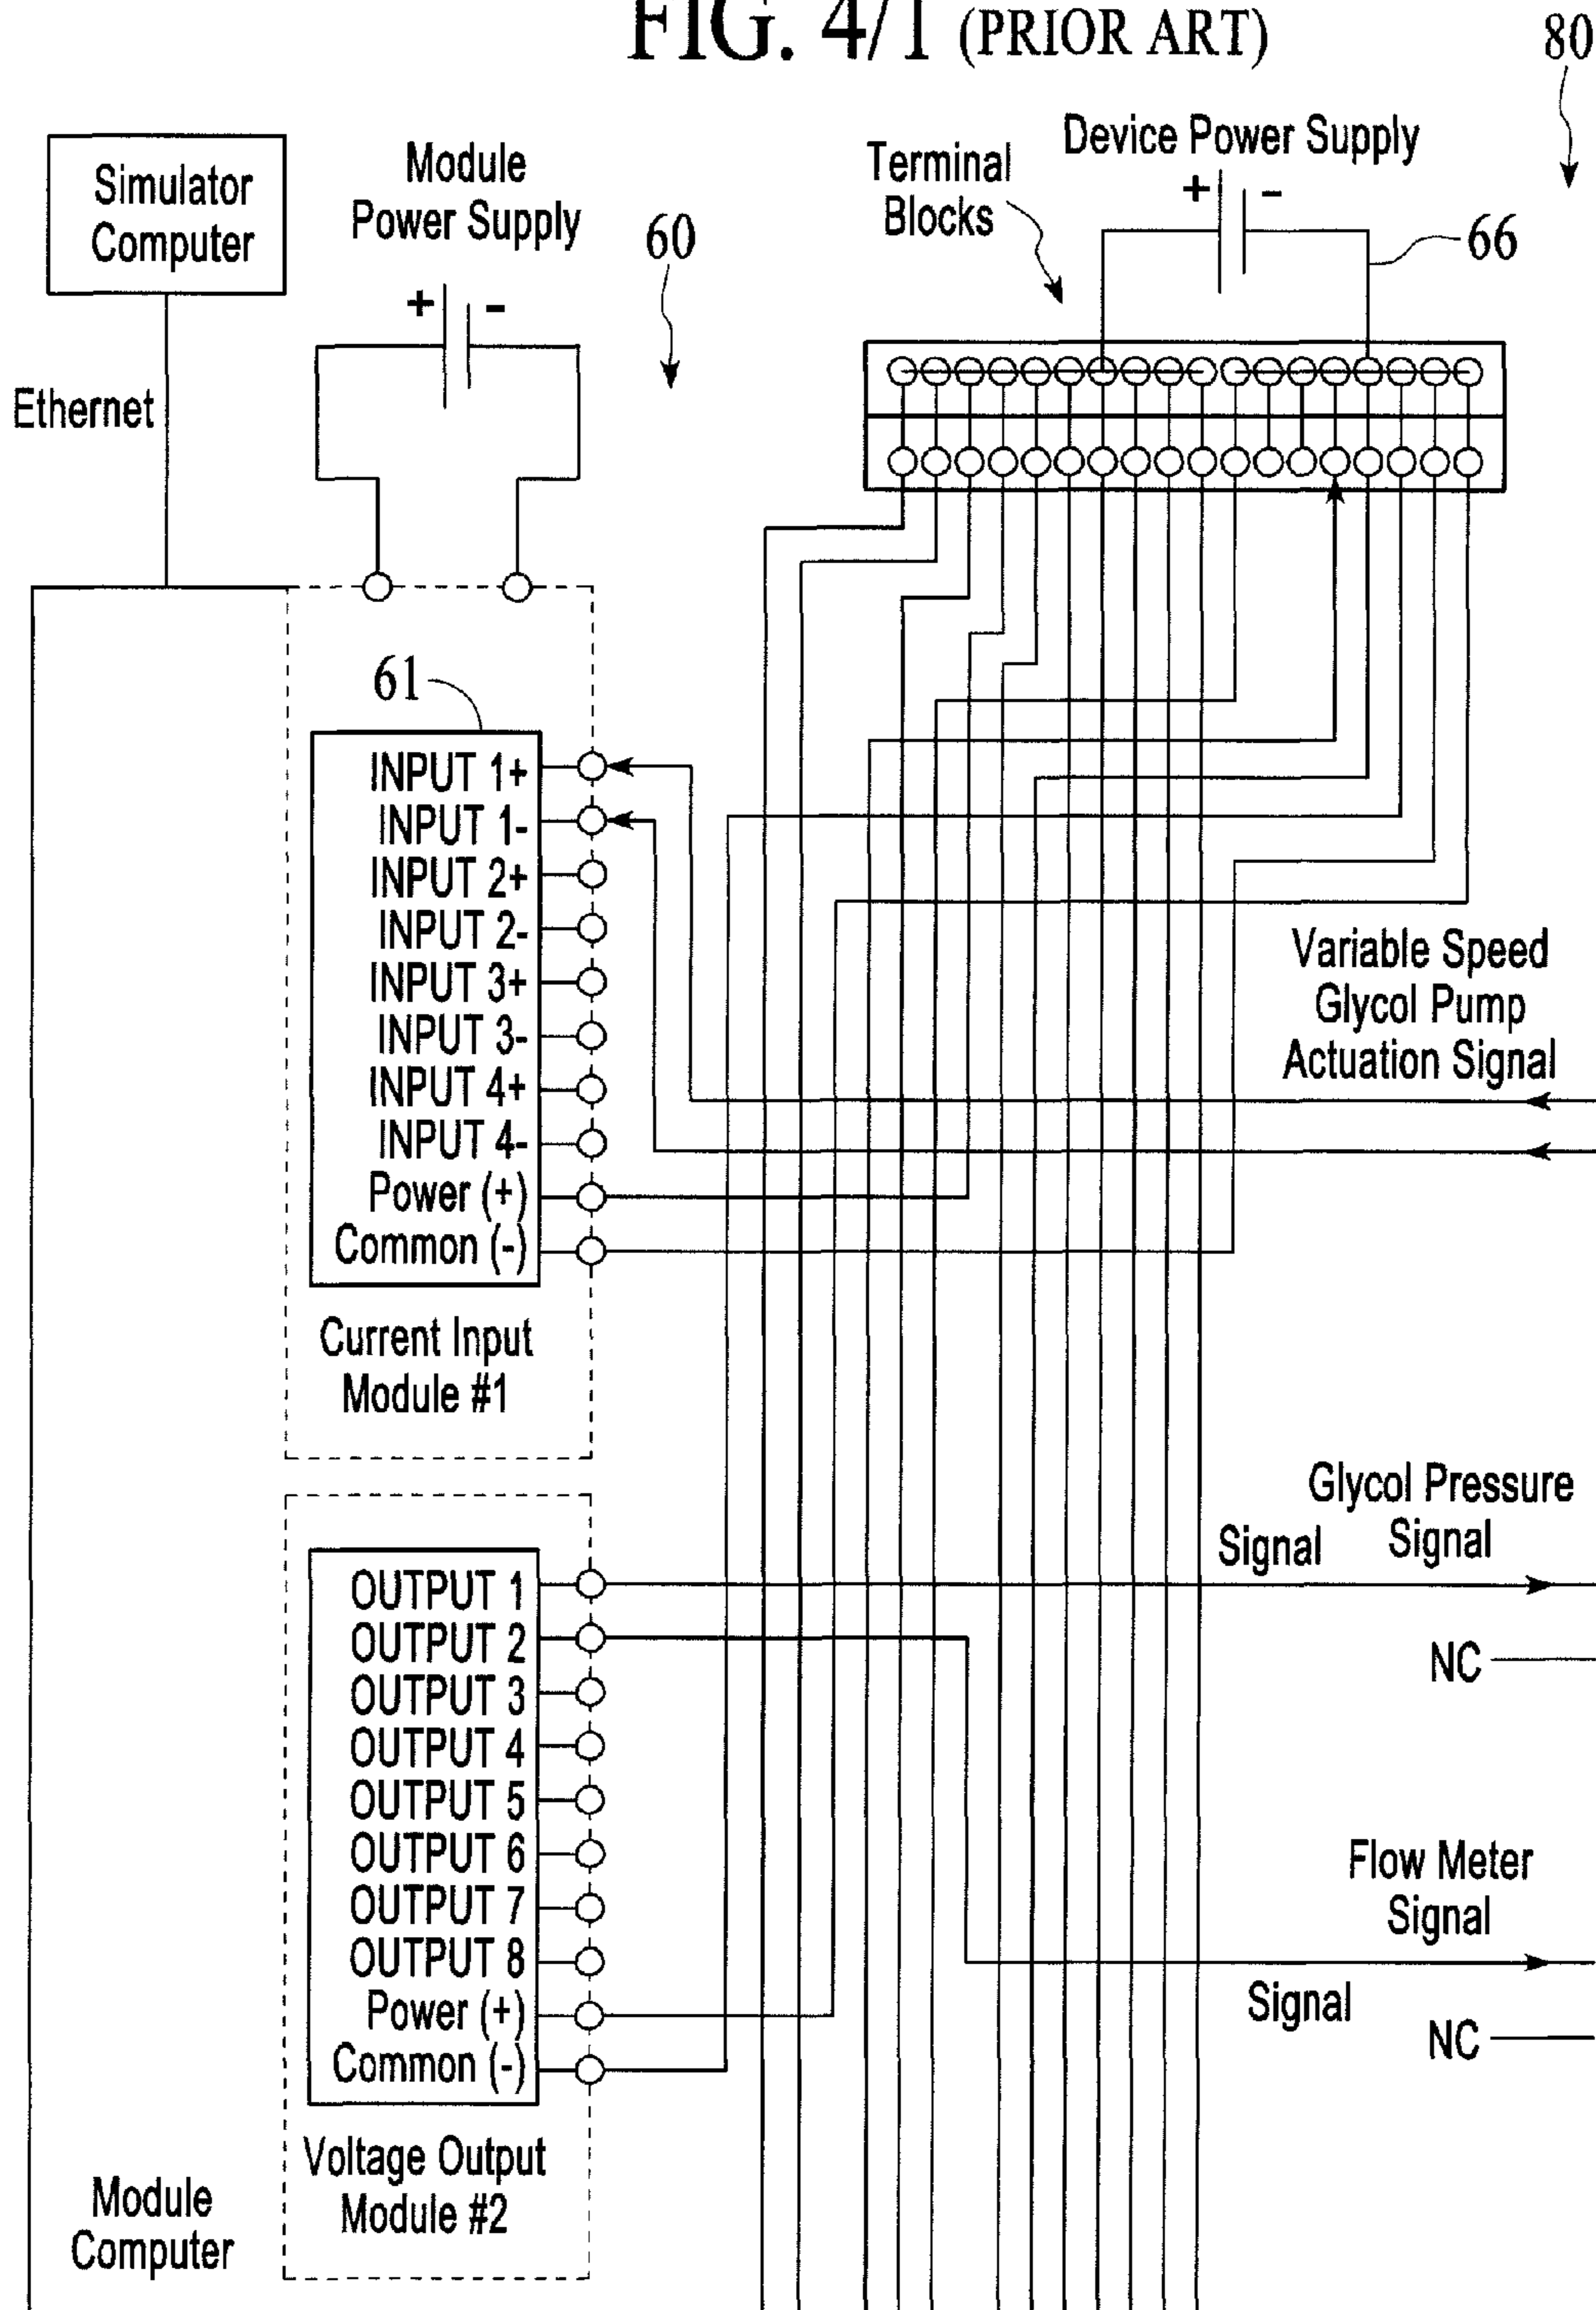 FIG. 4/1 (PRIOR ART)
80
Simulator
Computer
Module
Power Supply
+ -
60
Terminal
Blocks
Device Power Supply
+ -
66
Ethernet
61
INPUT 1+
INPUT 1-
INPUT 2+
INPUT 2-
INPUT 3+
INPUT 3-
INPUT 4+
INPUT 4-
Power (+)
Common (-)
Current Input
Module #1
Variable Speed
Glycol Pump
Actuation Signal
Glycol Pressure
Signal
Signal
NC
OUTPUT 1
OUTPUT 2
OUTPUT 3
OUTPUT 4
OUTPUT 5
OUTPUT 6
OUTPUT 7
OUTPUT 8
Power (+)
Common (-)
Voltage Output
Module #2
Flow Meter
Signal
Signal
NC
Module
Computer